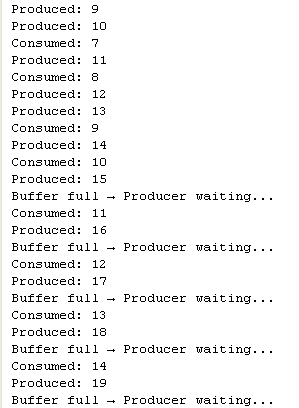 Produced: 9
Produced: 10
Consumed: 7
Produced: 11
Consumed: 8
Produced: 12
Produced: 13
Consumed: 9
Produced: 14
Consumed: 10
Produced: 15
Buffer full → Producer waiting...
Consumed: 11
Produced: 16
Buffer full → Producer waiting...
Consumed: 12
Produced: 17
Buffer full → Producer waiting...
Consumed: 13
Produced: 18
Buffer full → Producer waiting...
Consumed: 14
Produced: 19
Buffer full → Producer waiting...